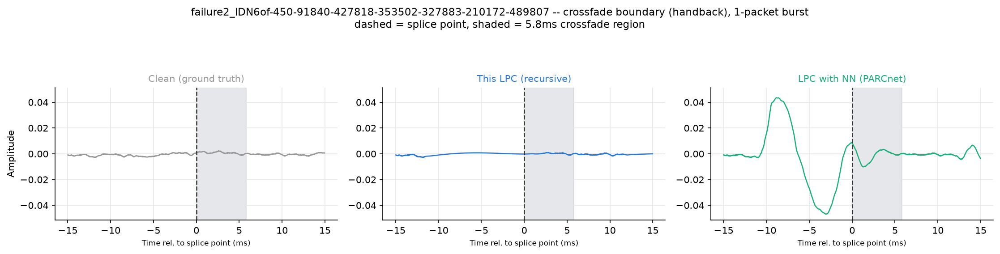 failure2_lDN6of-450-91840-427818-353502-327883-210172-489807 -- crossfade boundary (handback), 1-packet burst
dashed = splice point, shaded = 5.8ms crossfade region
Clean (ground truth)
Amplitude
0.04
0.02
0.00
−0.02
−0.04
−15 −10 −5 0 5 10 15
Time rel. to splice point (ms)
This LPC (recursive)
0.04
0.02
0.00
−0.02
−0.04
−15 −10 −5 0 5 10 15
Time rel. to splice point (ms)
LPC with NN (PARCnet)
0.04
0.02
0.00
−0.02
−0.04
−15 −10 −5 0 5 10 15
Time rel. to splice point (ms)